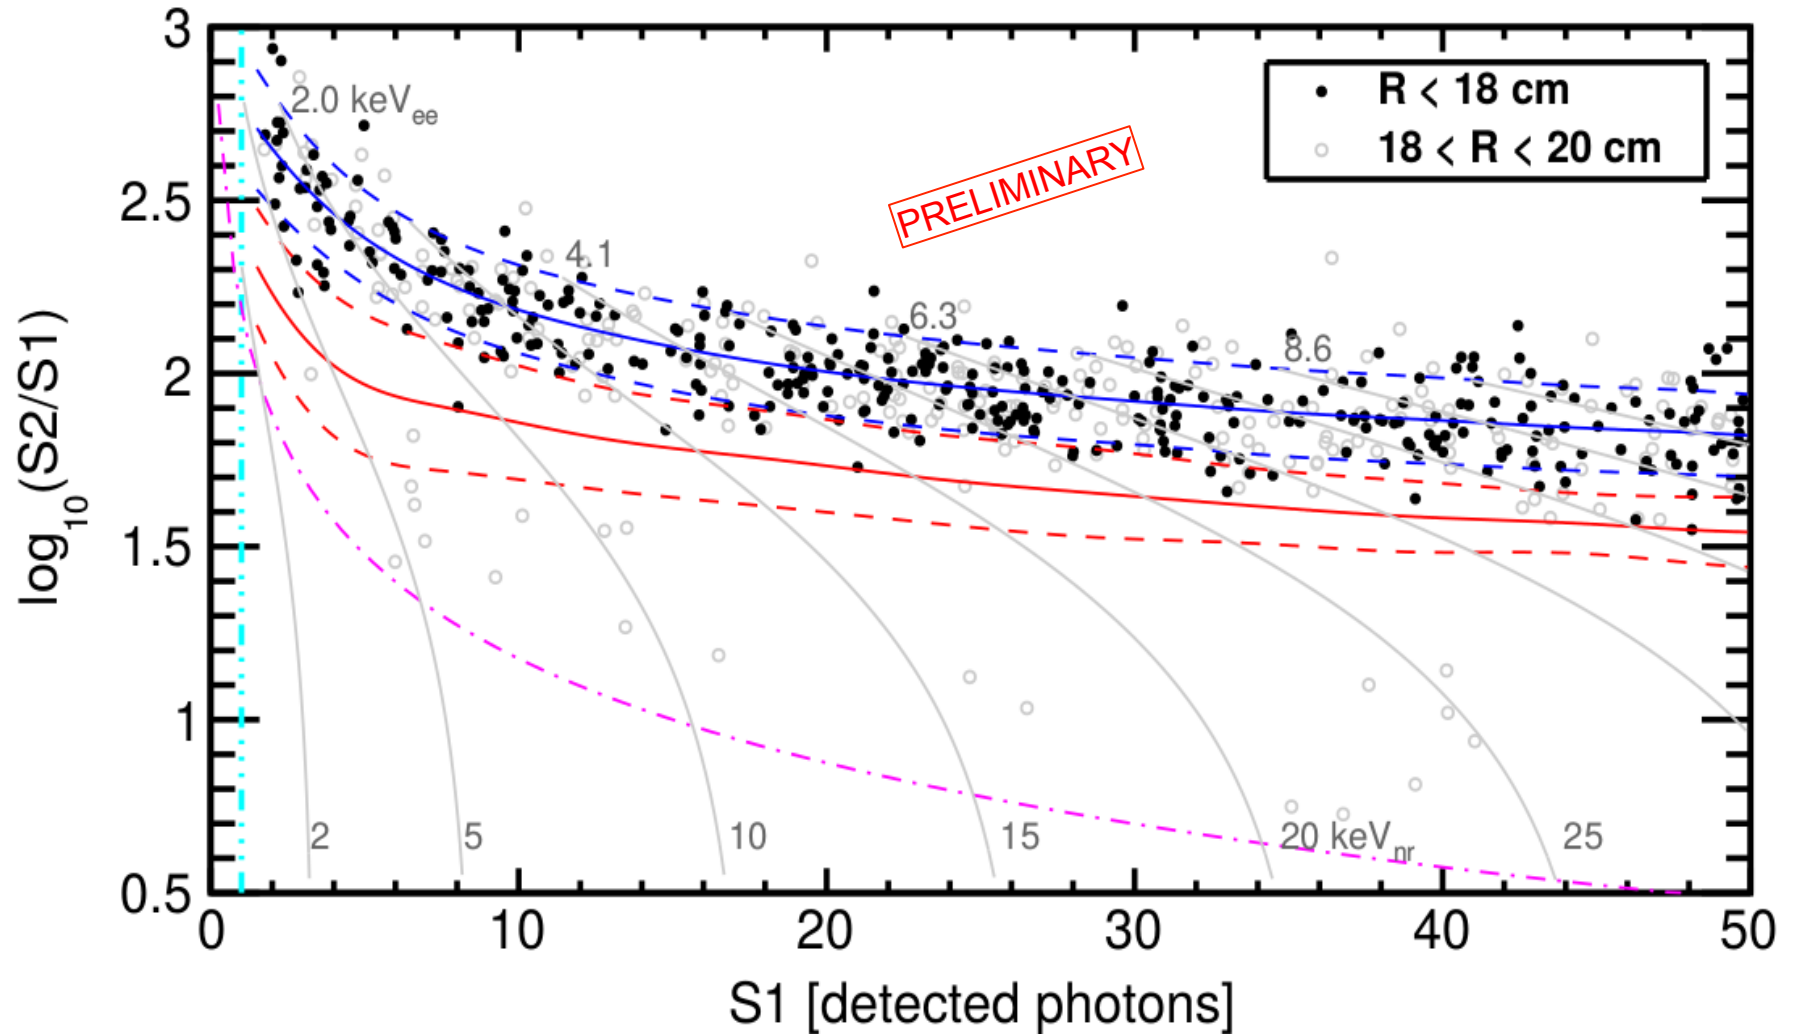 3
2.5
2
1.5
1
0.5
log10(S2/S1)
R < 18 cm
18 < R < 20 cm
PRELIMINARY
2.0 keVee
4.1
6.3
8.6
2
5
10
15
20 keVnr
25
0
10
20
30
40
50
S1 [detected photons]